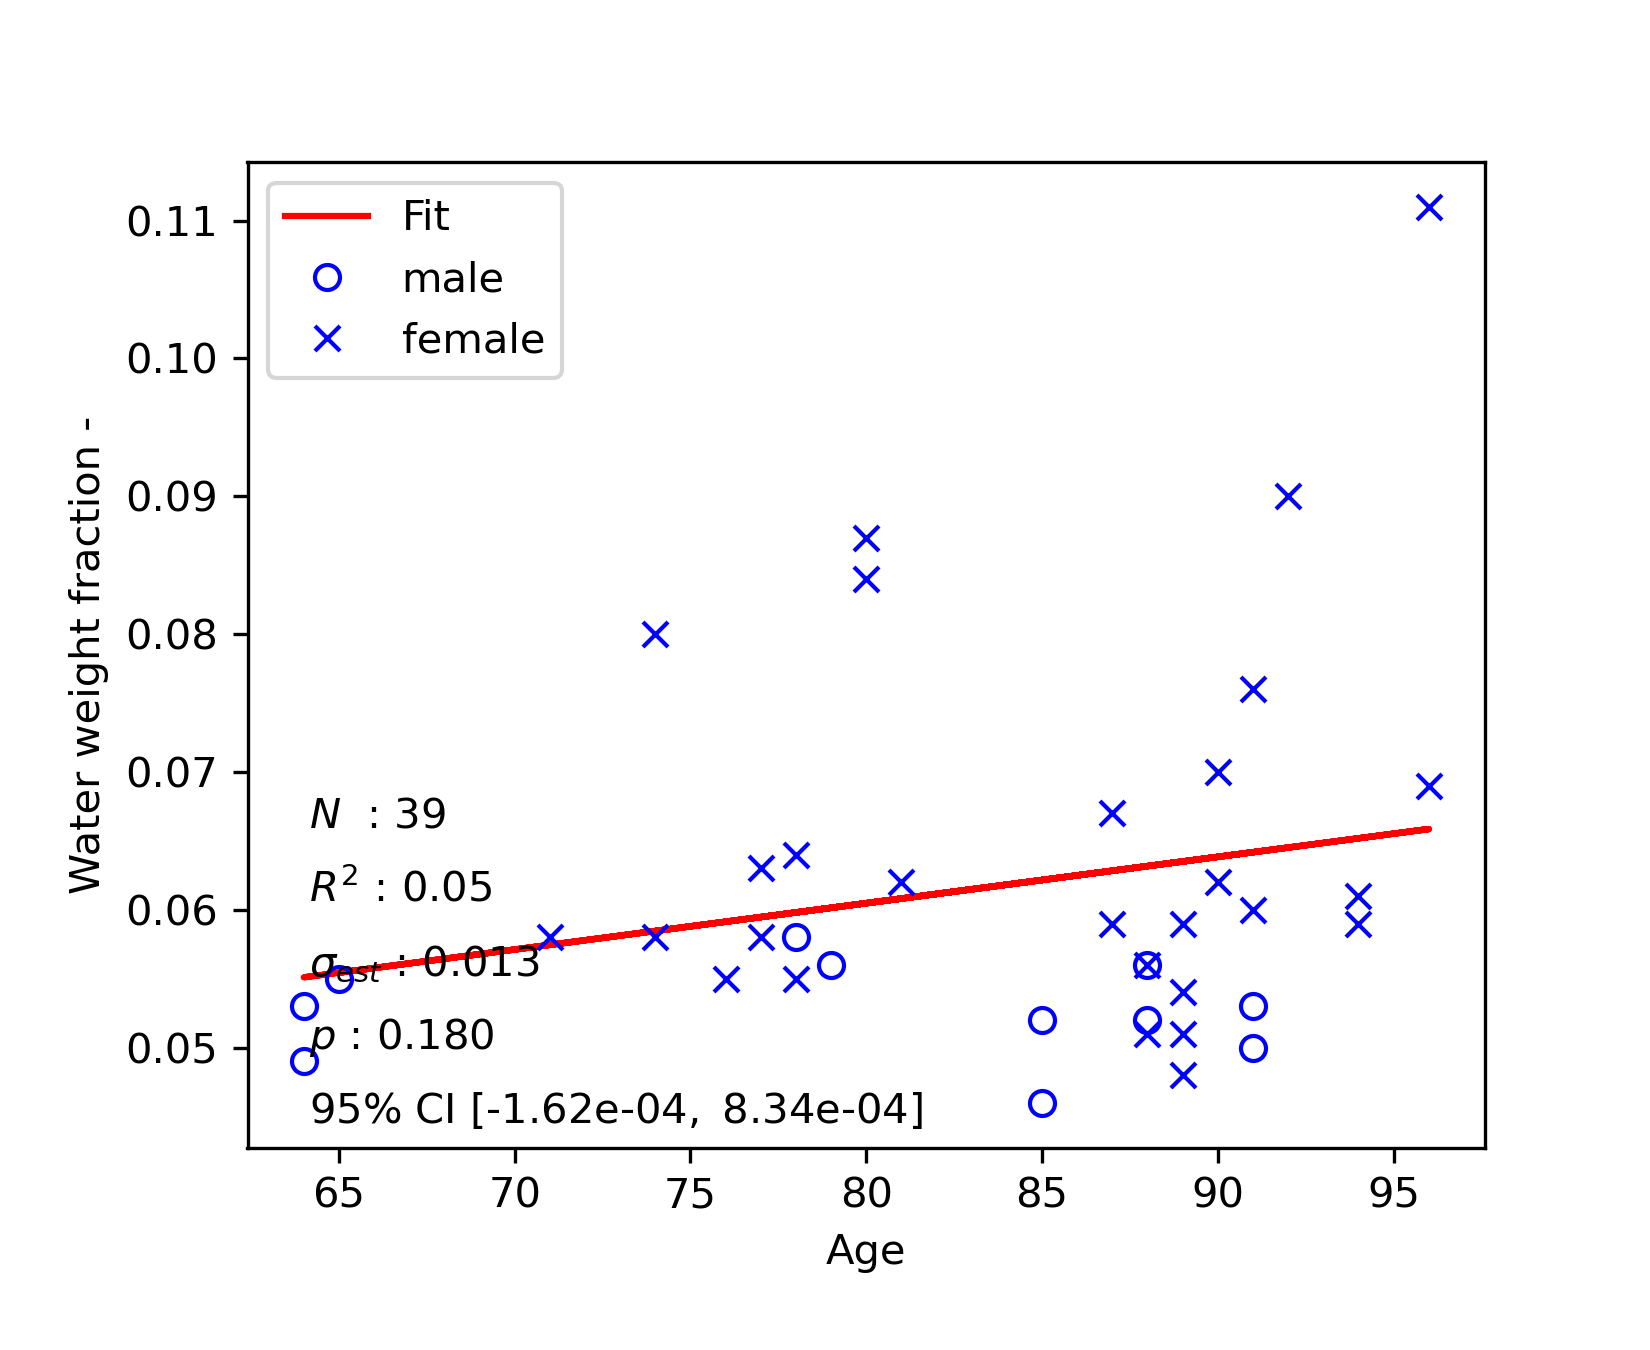 Fit
male
female
0.11
0.10
0.09
0.08
0.07
0.06
0.05
Water weight fraction -
N : 39
R² : 0.05
σ_est : 0.013
p : 0.180
95% CI [-1.62e-04, 8.34e-04]
65 70 75 80 85 90 95
Age